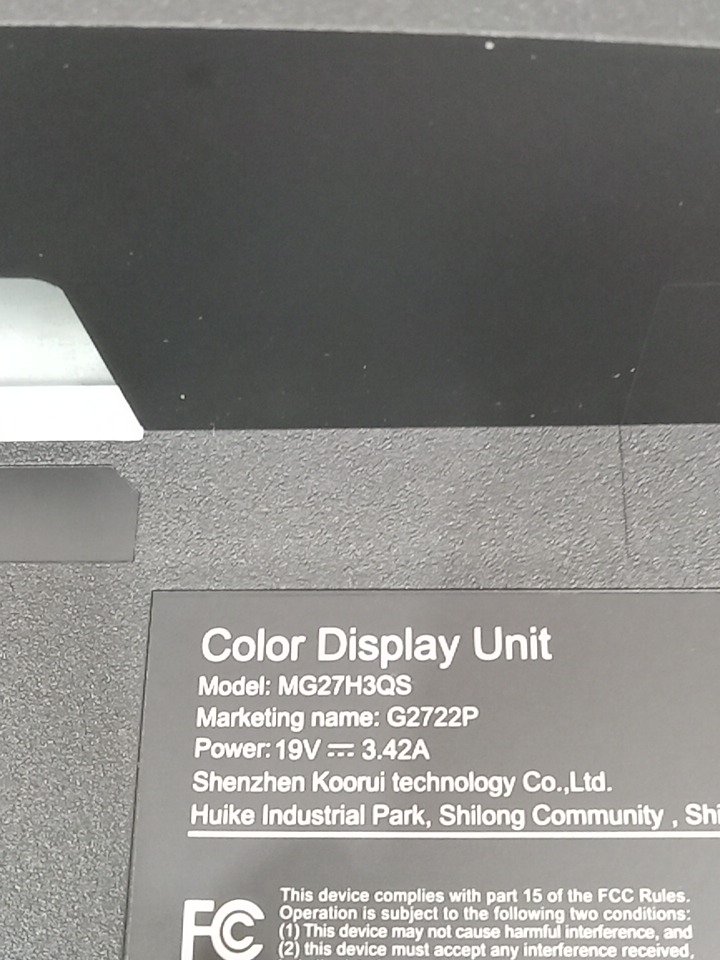 Color Display Unit
Model: MG27H3QS
Marketing name: G2722P
Power: 19V ⎓ 3.42A
Shenzhen Koorui technology Co.,Ltd.
Huike Industrial Park, Shilong Community , Shi
FC
This device complies with part 15 of the FCC Rules.
Operation is subject to the following two conditions:
(1) This device may not cause harmful interference, and
(2) this device must accept any interference received,